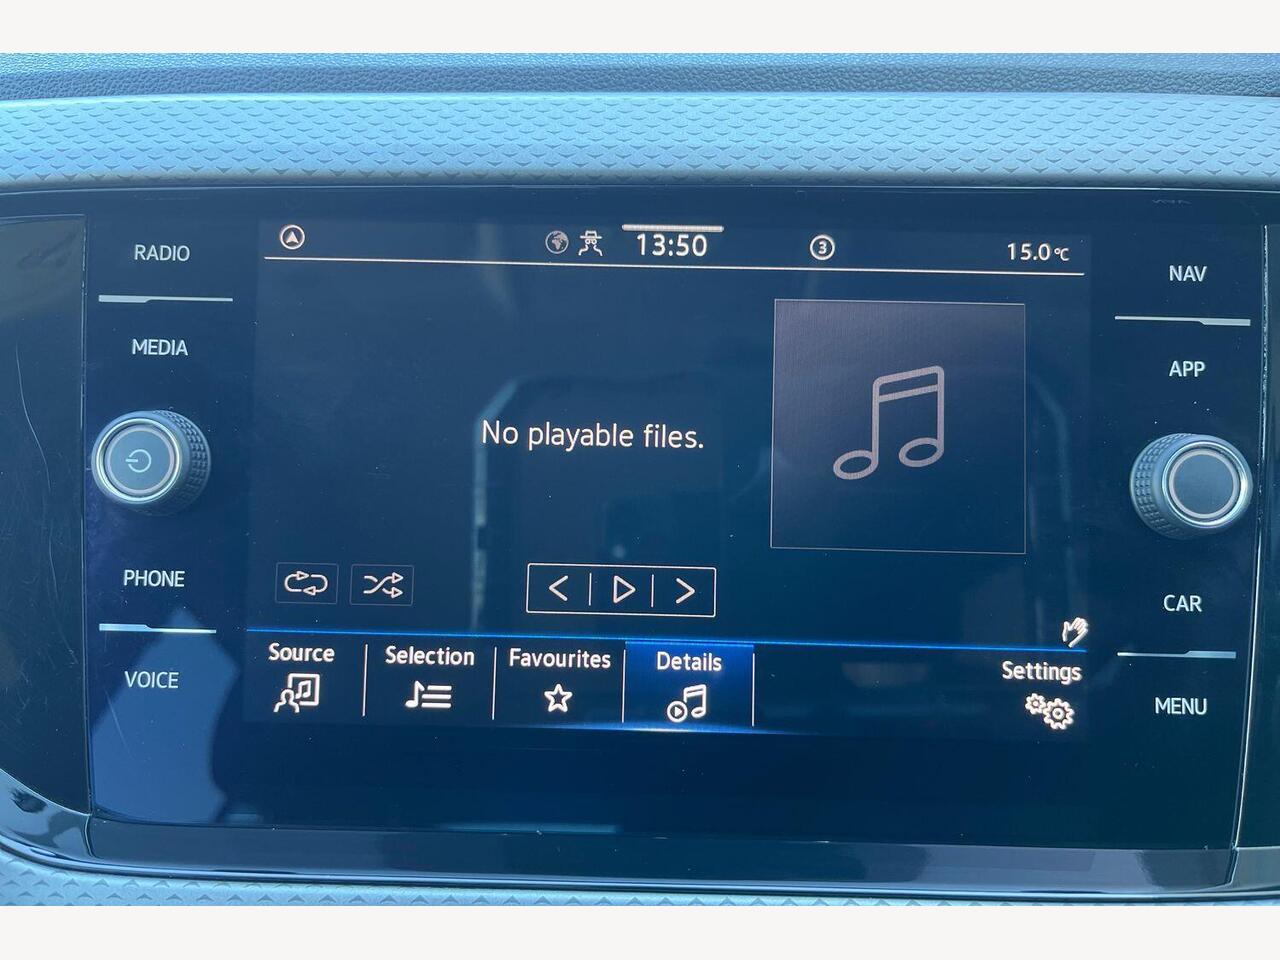 RADIO
MEDIA
PHONE
VOICE
13:50
3
15.0°C
No playable files.
Source
Selection
Favourites
Details
Settings
NAV
APP
CAR
MENU